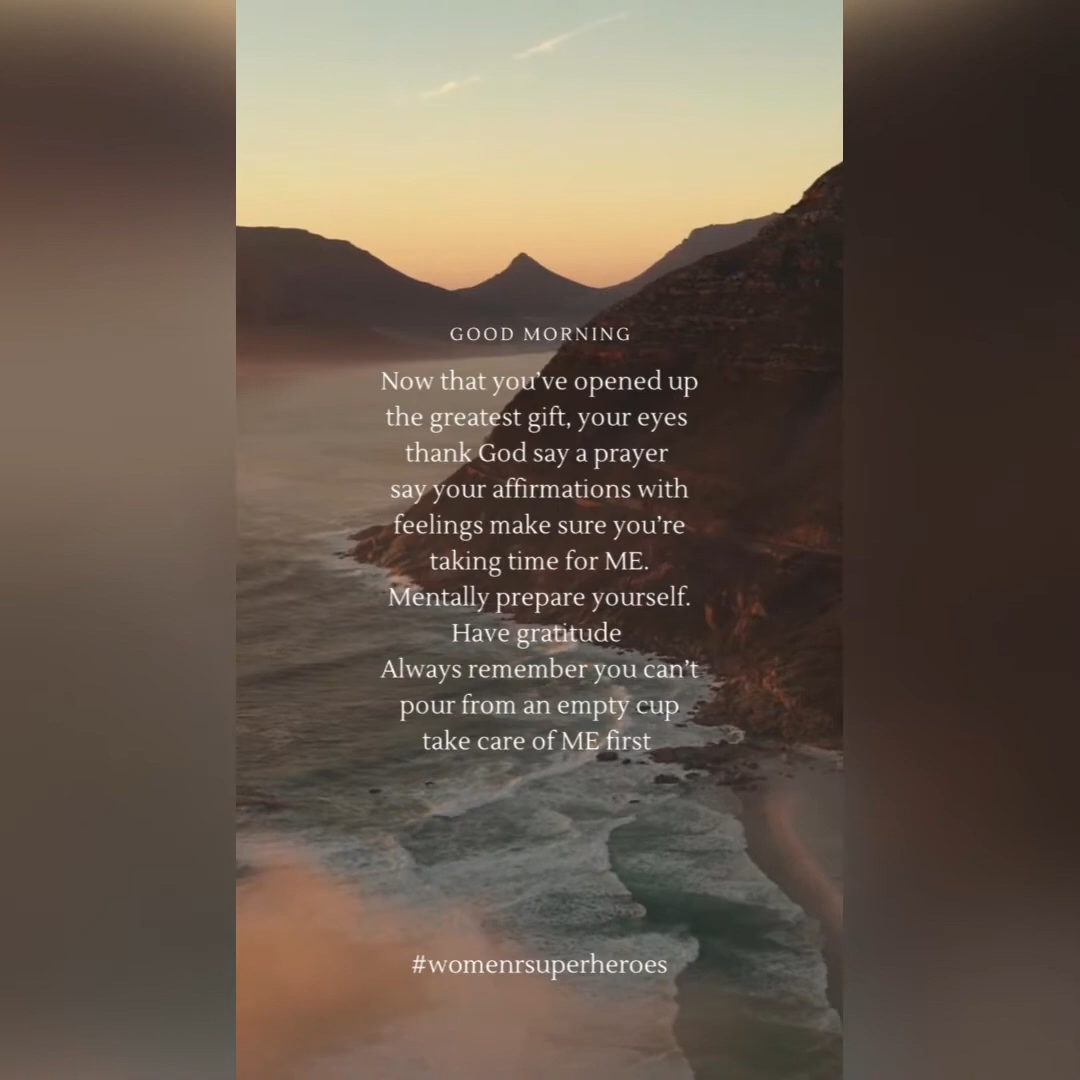 GOOD MORNING
Now that you’ve opened up
the greatest gift, your eyes
thank God say a prayer
say your affirmations with
feelings make sure you’re
taking time for ME.
Mentally prepare yourself.
Have gratitude
Always remember you can’t
pour from an empty cup
take care of ME first
#womenrsuperheroes